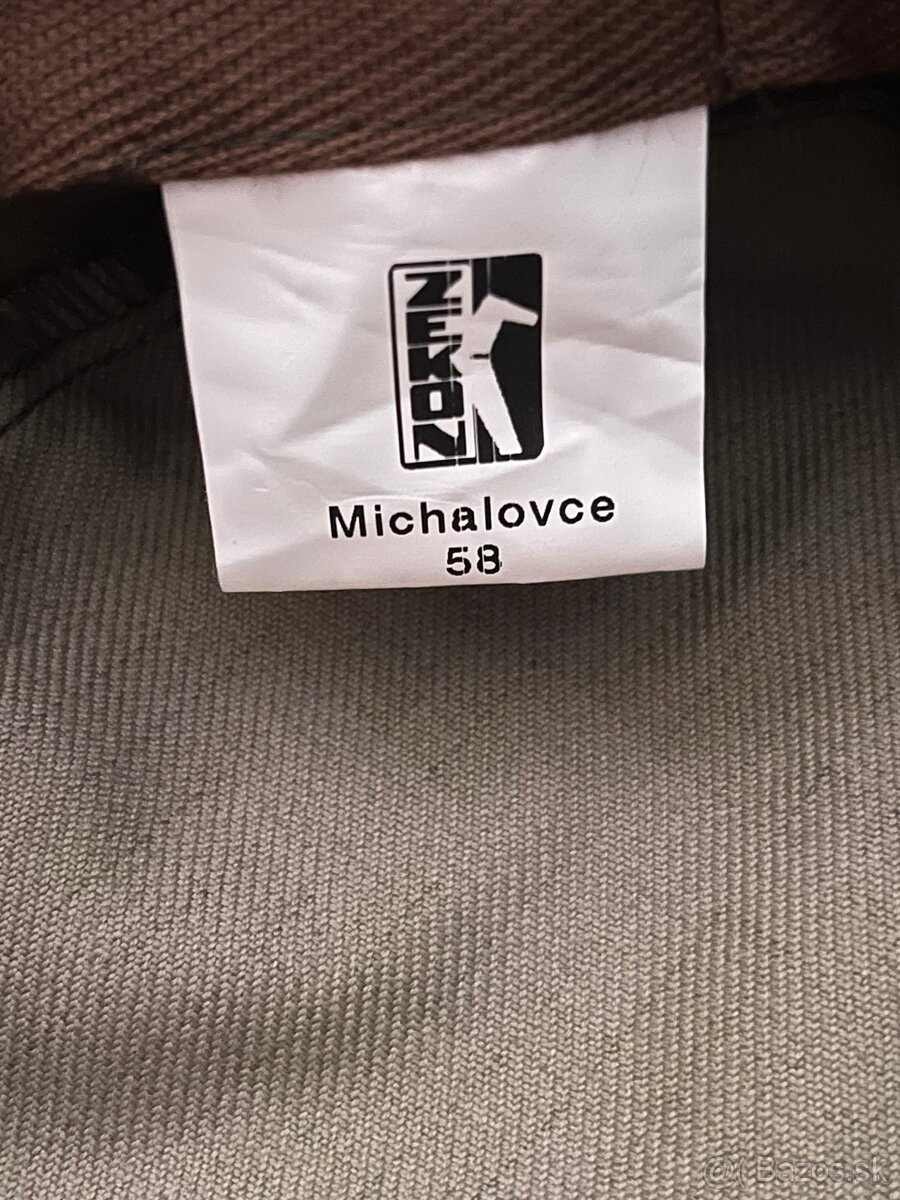 ZEKON
Michalovce
58
@( Bazos.sk